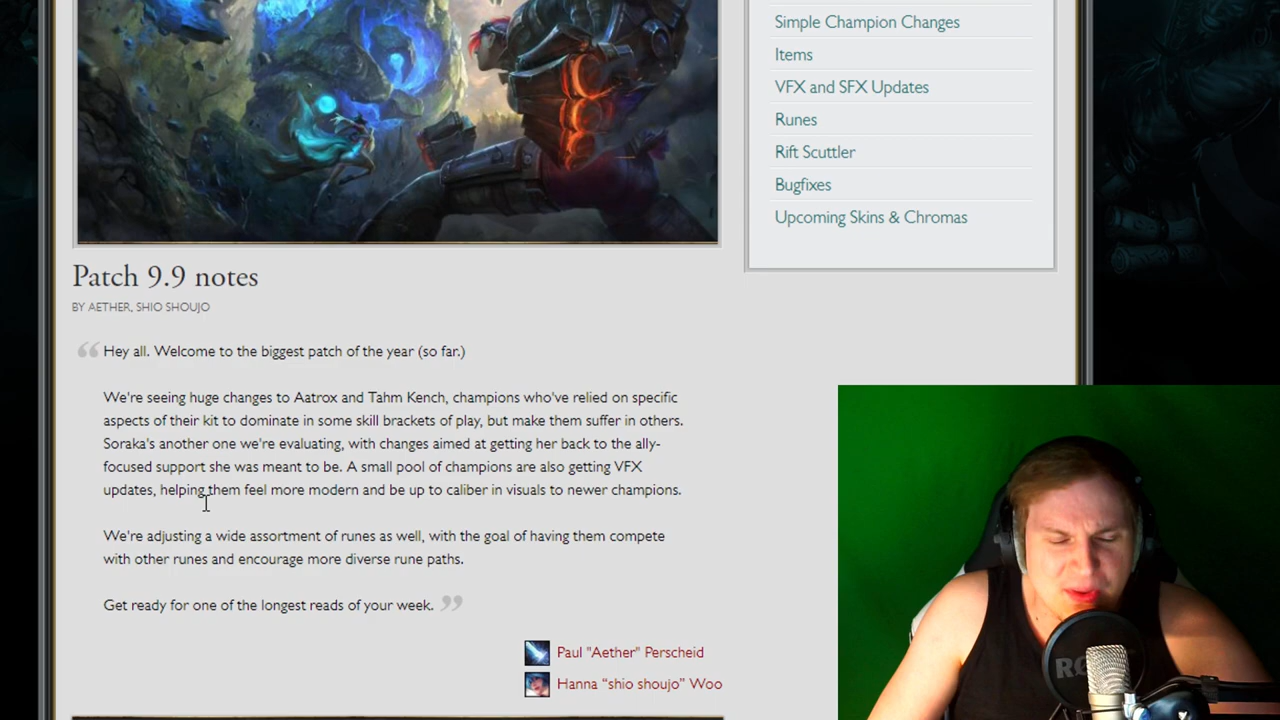 Simple Champion Changes
Items
VFX and SFX Updates
Runes
Rift Scuttler
Bugfixes
Upcoming Skins & Chromas
Patch 9.9 notes
BY AETHER, SHIO SHOUJO
Hey all. Welcome to the biggest patch of the year (so far.)
We're seeing huge changes to Aatrox and Tahm Kench, champions who've relied on specific
aspects of their kit to dominate in some skill brackets of play, but make them suffer in others.
Soraka's another one we're evaluating, with changes aimed at getting her back to the ally-
focused support she was meant to be. A small pool of champions are also getting VFX
updates, helping them feel more modern and be up to caliber in visuals to newer champions.
We're adjusting a wide assortment of runes as well, with the goal of having them compete
with other runes and encourage more diverse rune paths.
Get ready for one of the longest reads of your week.
Paul "Aether" Perscheid
Hanna “shio shoujo” Woo